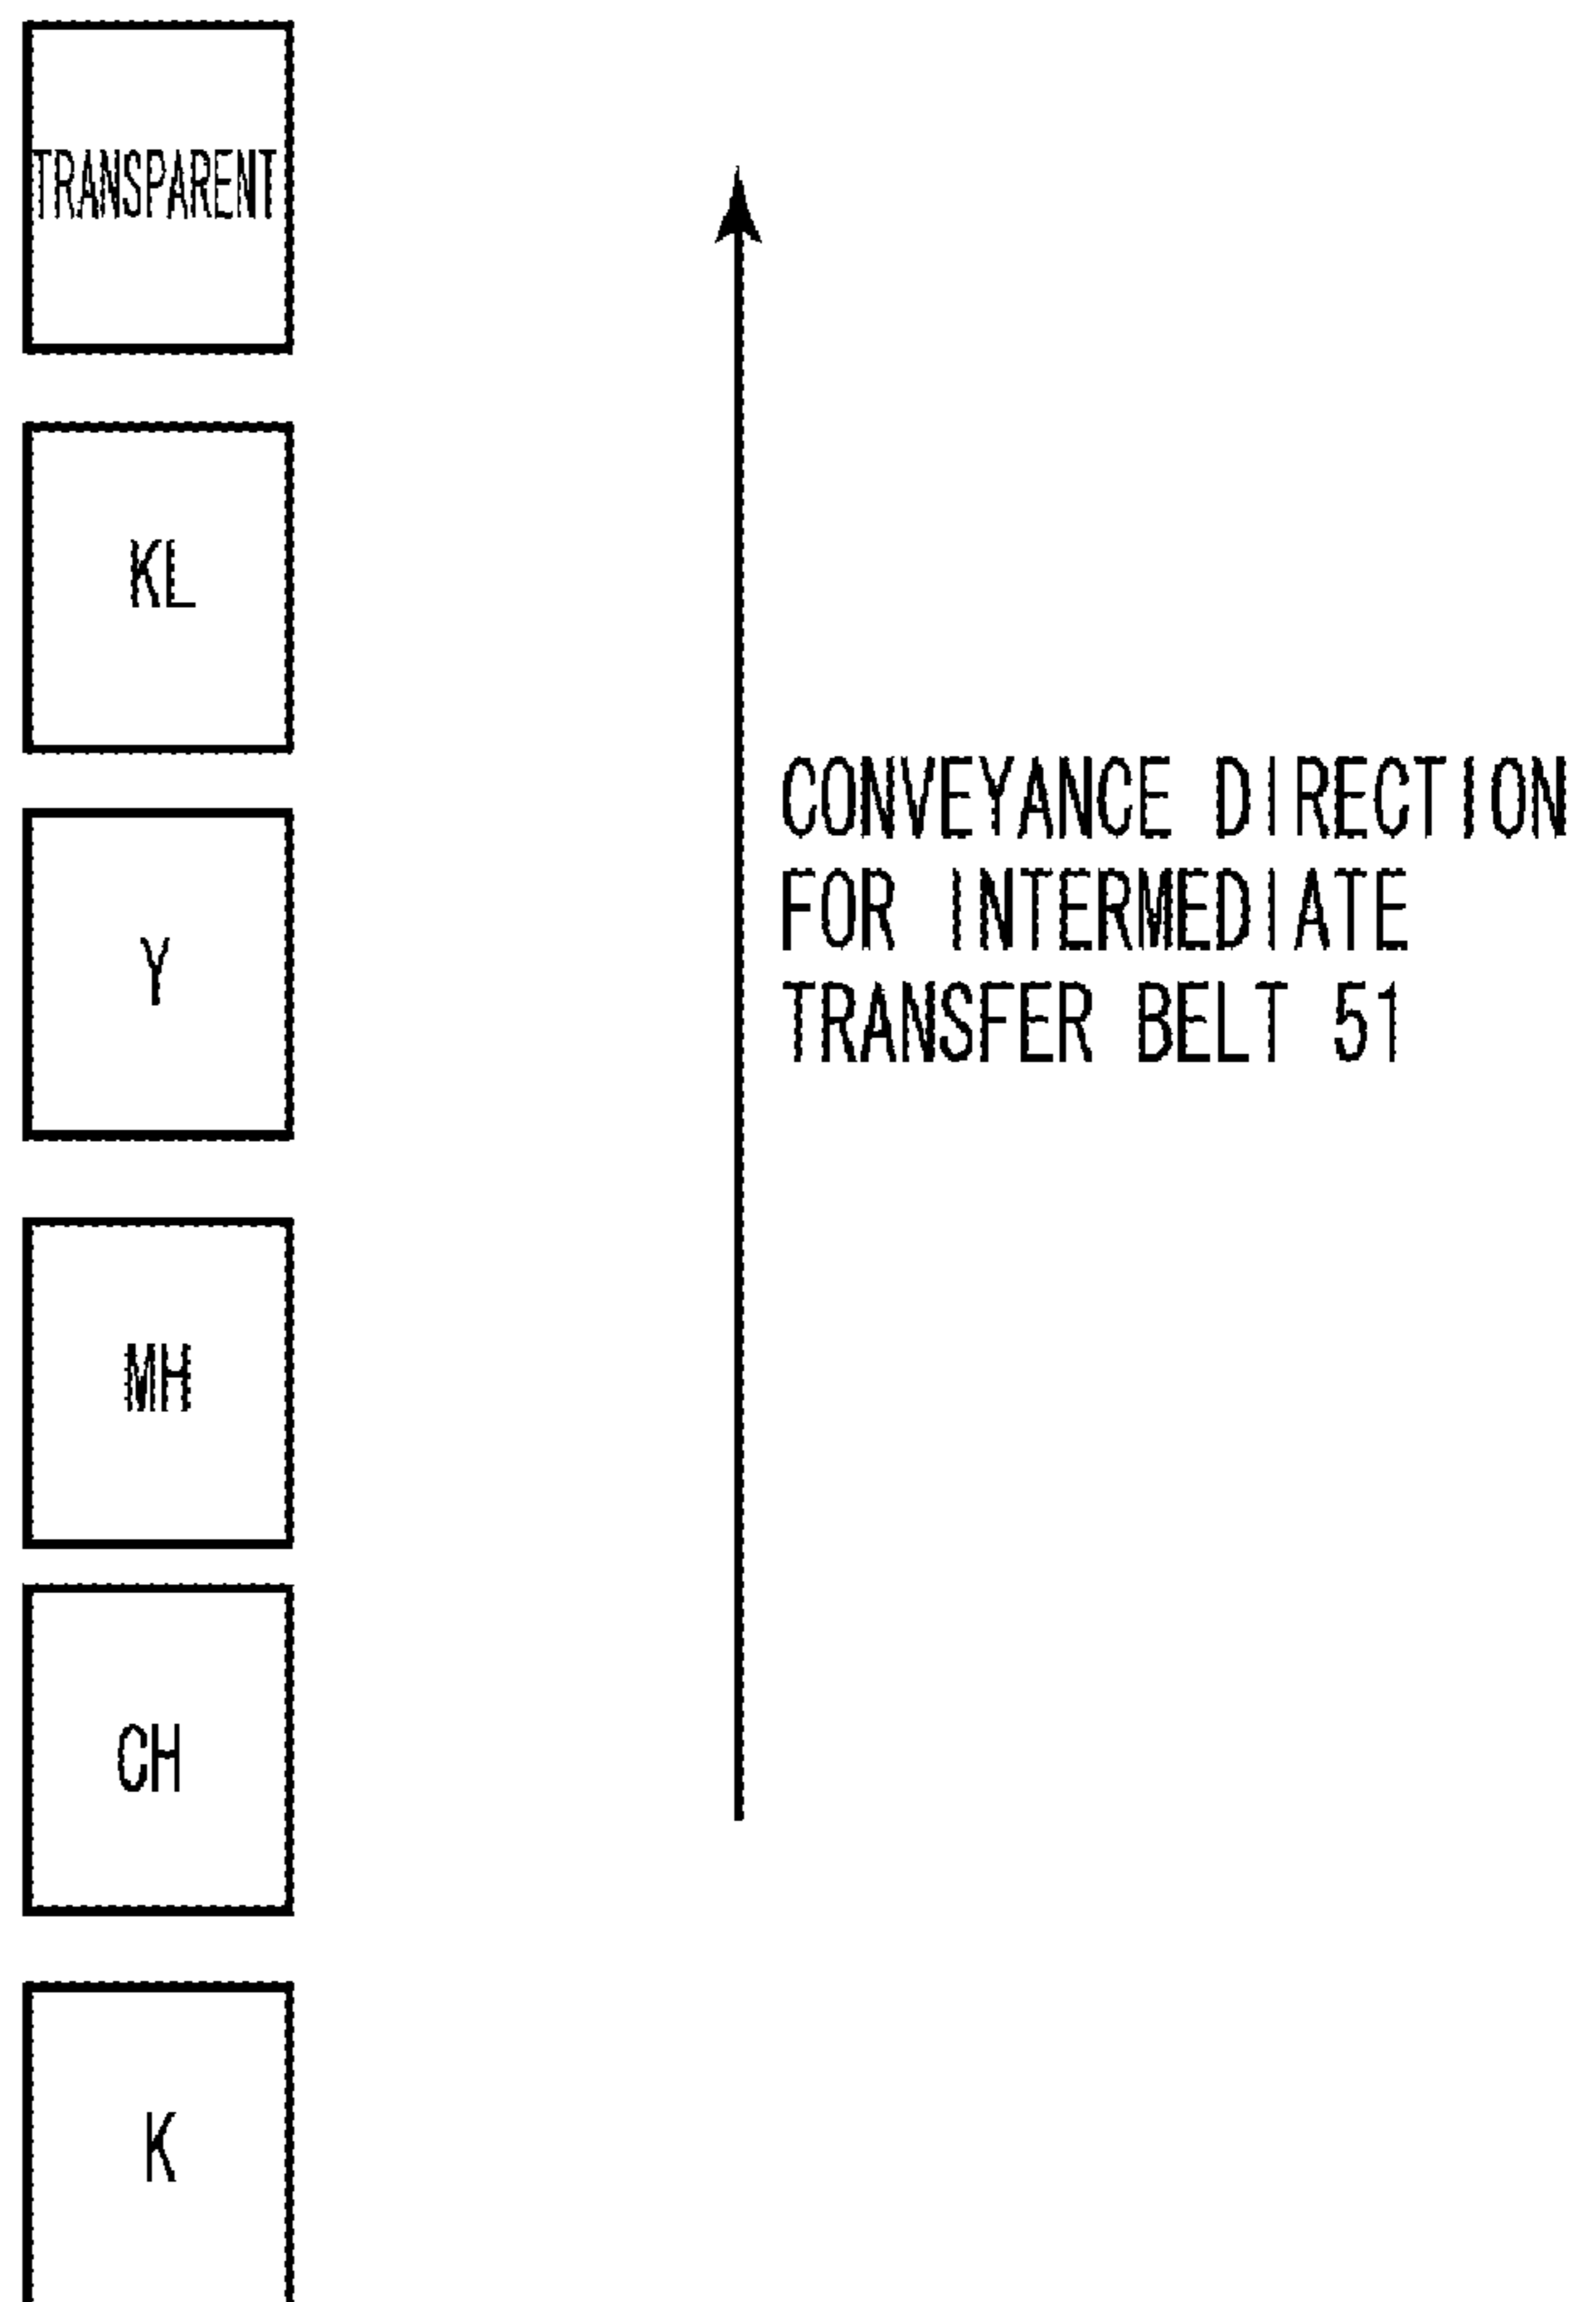 TRANSPARENT
KL
Y
CONVEYANCE DIRECTION
FOR INTERMEDIATE
TRANSFER BELT 51
MH
CH
K